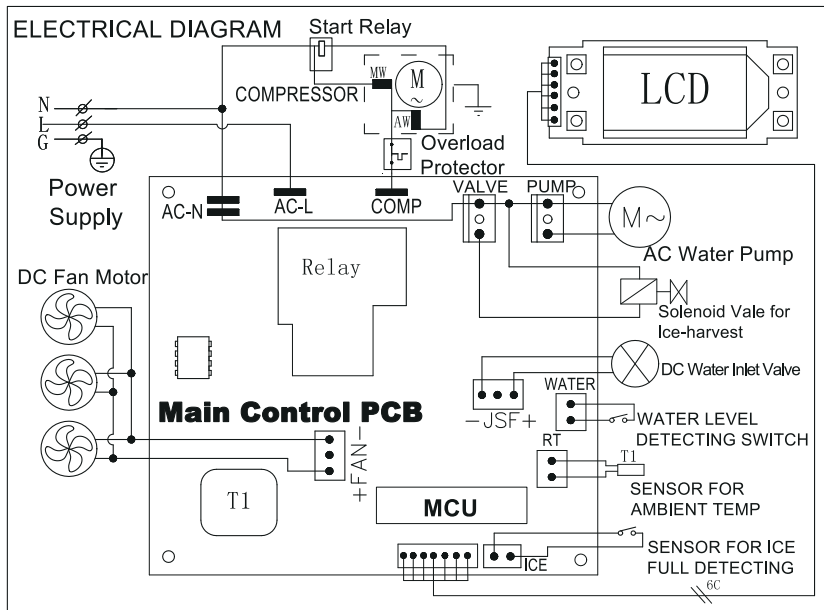 ELECTRICAL DIAGRAM
Start Relay
MW
M
~
COMPRESSOR
AW
LCD
N
L
G
Overload
Protector
Power
Supply
AC-N
AC-L
COMP
VALVE
PUMP
M~
AC Water Pump
Relay
DC Fan Motor
Solenoid Vale for
Ice-harvest
DC Water Inlet Valve
WATER
Main Control PCB
-JSF+
WATER LEVEL
DETECTING SWITCH
+FAN-
RT
T1
T1
SENSOR FOR
AMBIENT TEMP
MCU
ICE
SENSOR FOR ICE
FULL DETECTING
6C